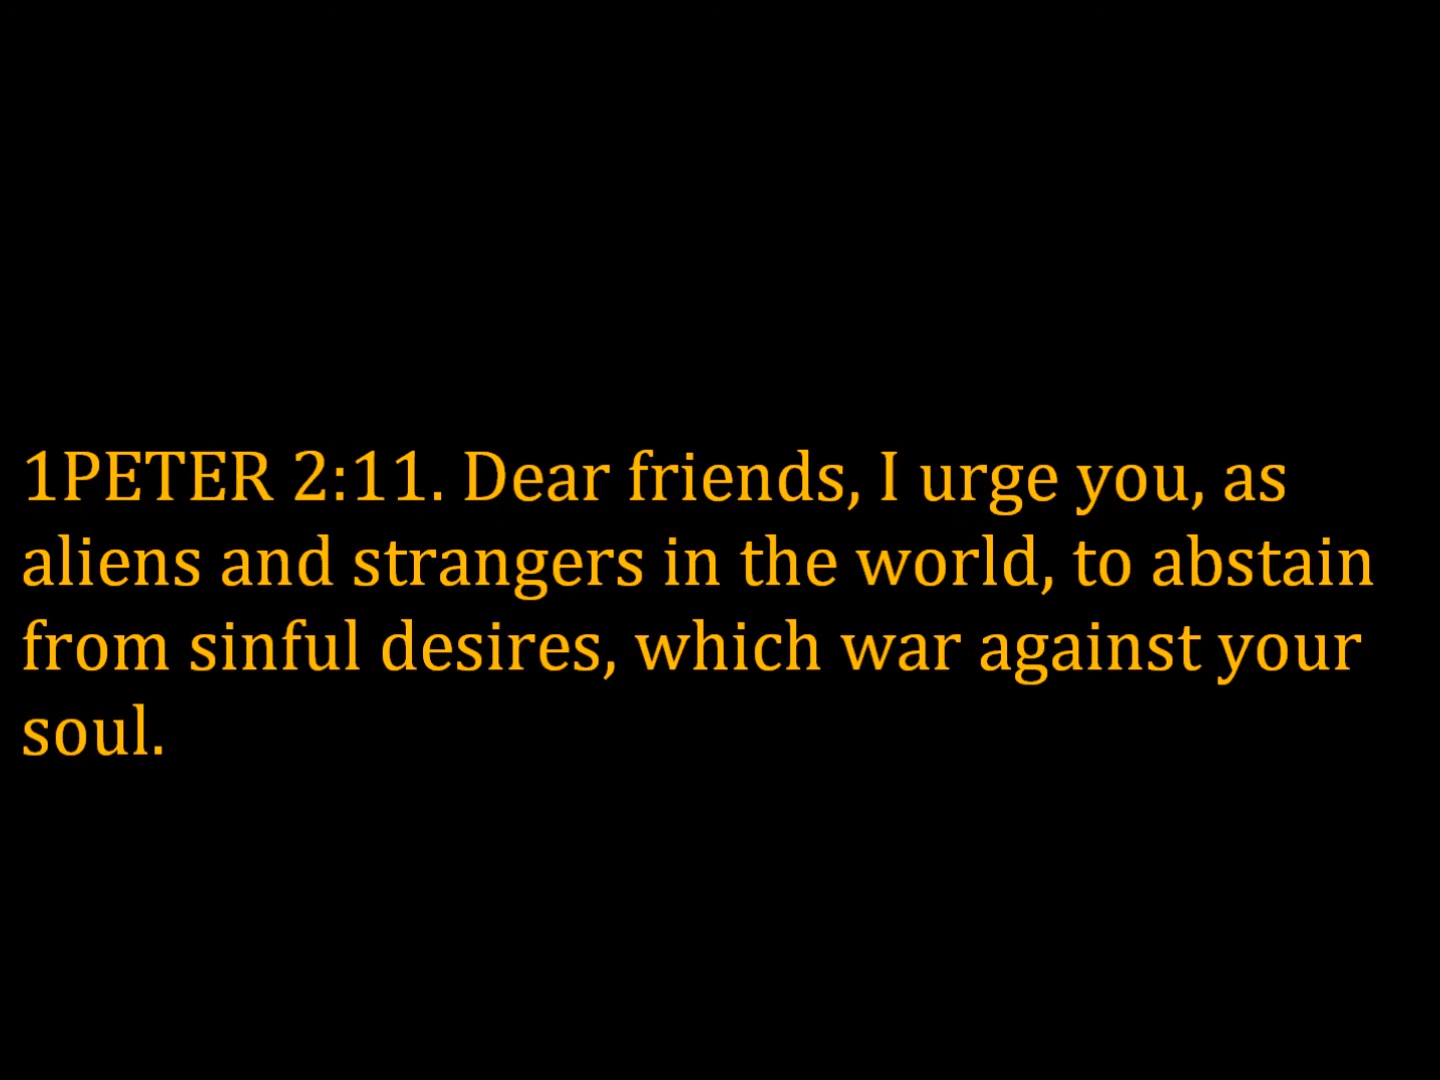 1PETER 2:11. Dear friends, I urge you, as
aliens and strangers in the world, to abstain
from sinful desires, which war against your
soul.